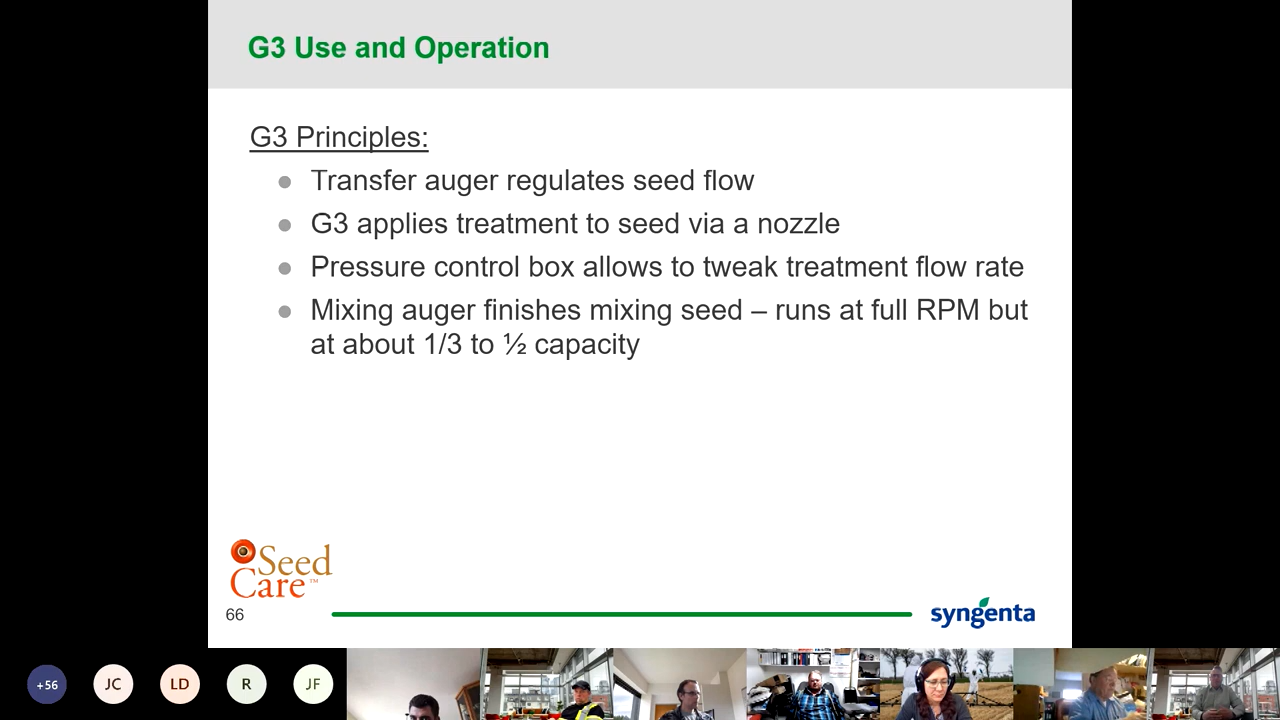 G3 Use and Operation
G3 Principles:
Transfer auger regulates seed flow
G3 applies treatment to seed via a nozzle
Pressure control box allows to tweak treatment flow rate
Mixing auger finishes mixing seed – runs at full RPM but
at about 1/3 to ½ capacity
Seed
Care™
66
syngenta
+56
JC
LD
R
JF